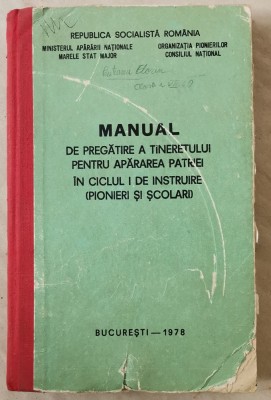 REPUBLICA SOCIALISTĂ ROMÂNIA
MINISTERUL APĂRĂRII NAȚIONALE
MARELE STAT MAJOR
ORGANIZAȚIA PIONIERILOR
CONSILIUL NAȚIONAL
MANUAL
DE PREGĂTIRE A TINERETULUI
PENTRU APĂRAREA PATRIEI
ÎN CICLUL I DE INSTRUIRE
(PIONIERI ȘI ȘCOLARI)
BUCUREȘTI — 1978